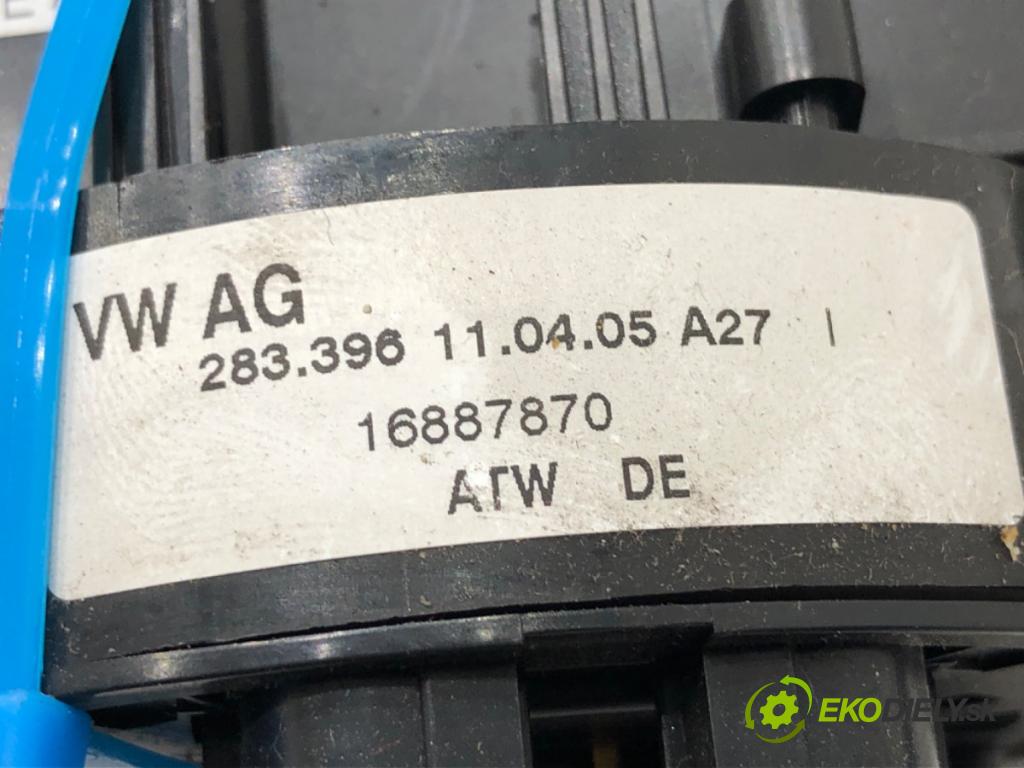 VW AG
283.396 11.04.05 A27 I
16887870
ATW DE
EKODIELY.sk